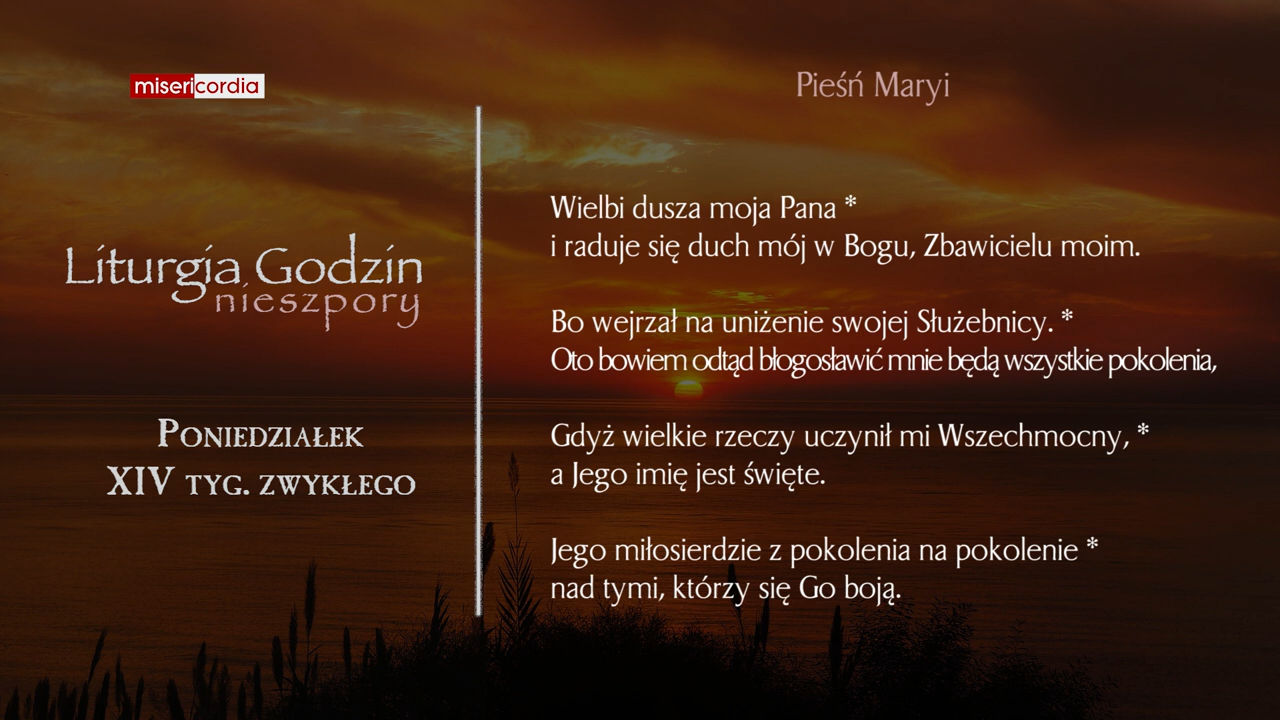 misericordia
Liturgia Godzin
nieszpory
Poniedziałek
XIV tyg. zwykłego
Pieśń Maryi
Wielbi dusza moja Pana *
i raduje się duch mój w Bogu, Zbawicielu moim.
Bo wejrzał na uniżenie swojej Służebnicy. *
Oto bowiem odtąd błogosławić mnie będą wszystkie pokolenia,
Gdyż wielkie rzeczy uczynił mi Wszechmocny, *
a Jego imię jest święte.
Jego miłosierdzie z pokolenia na pokolenie *
nad tymi, którzy się Go boją.